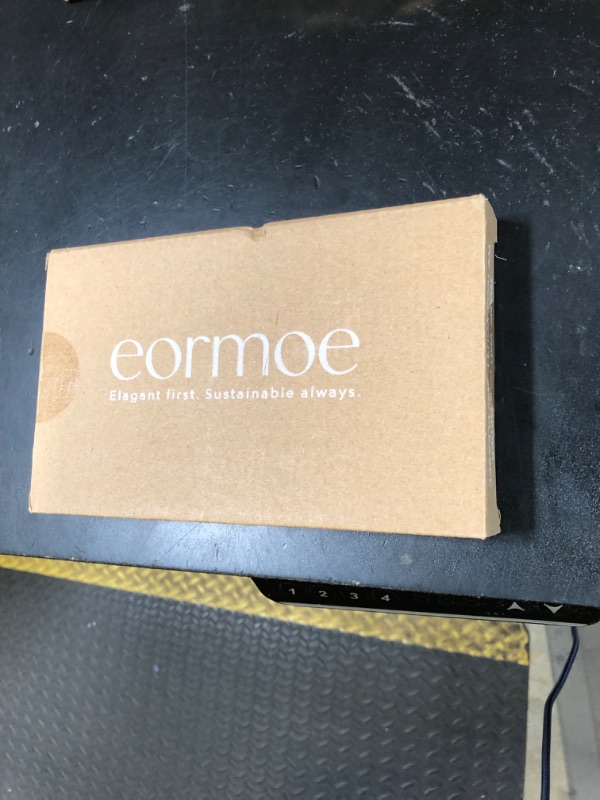 eormoe
Elagant first. Sustainable always.
1 2 3 4